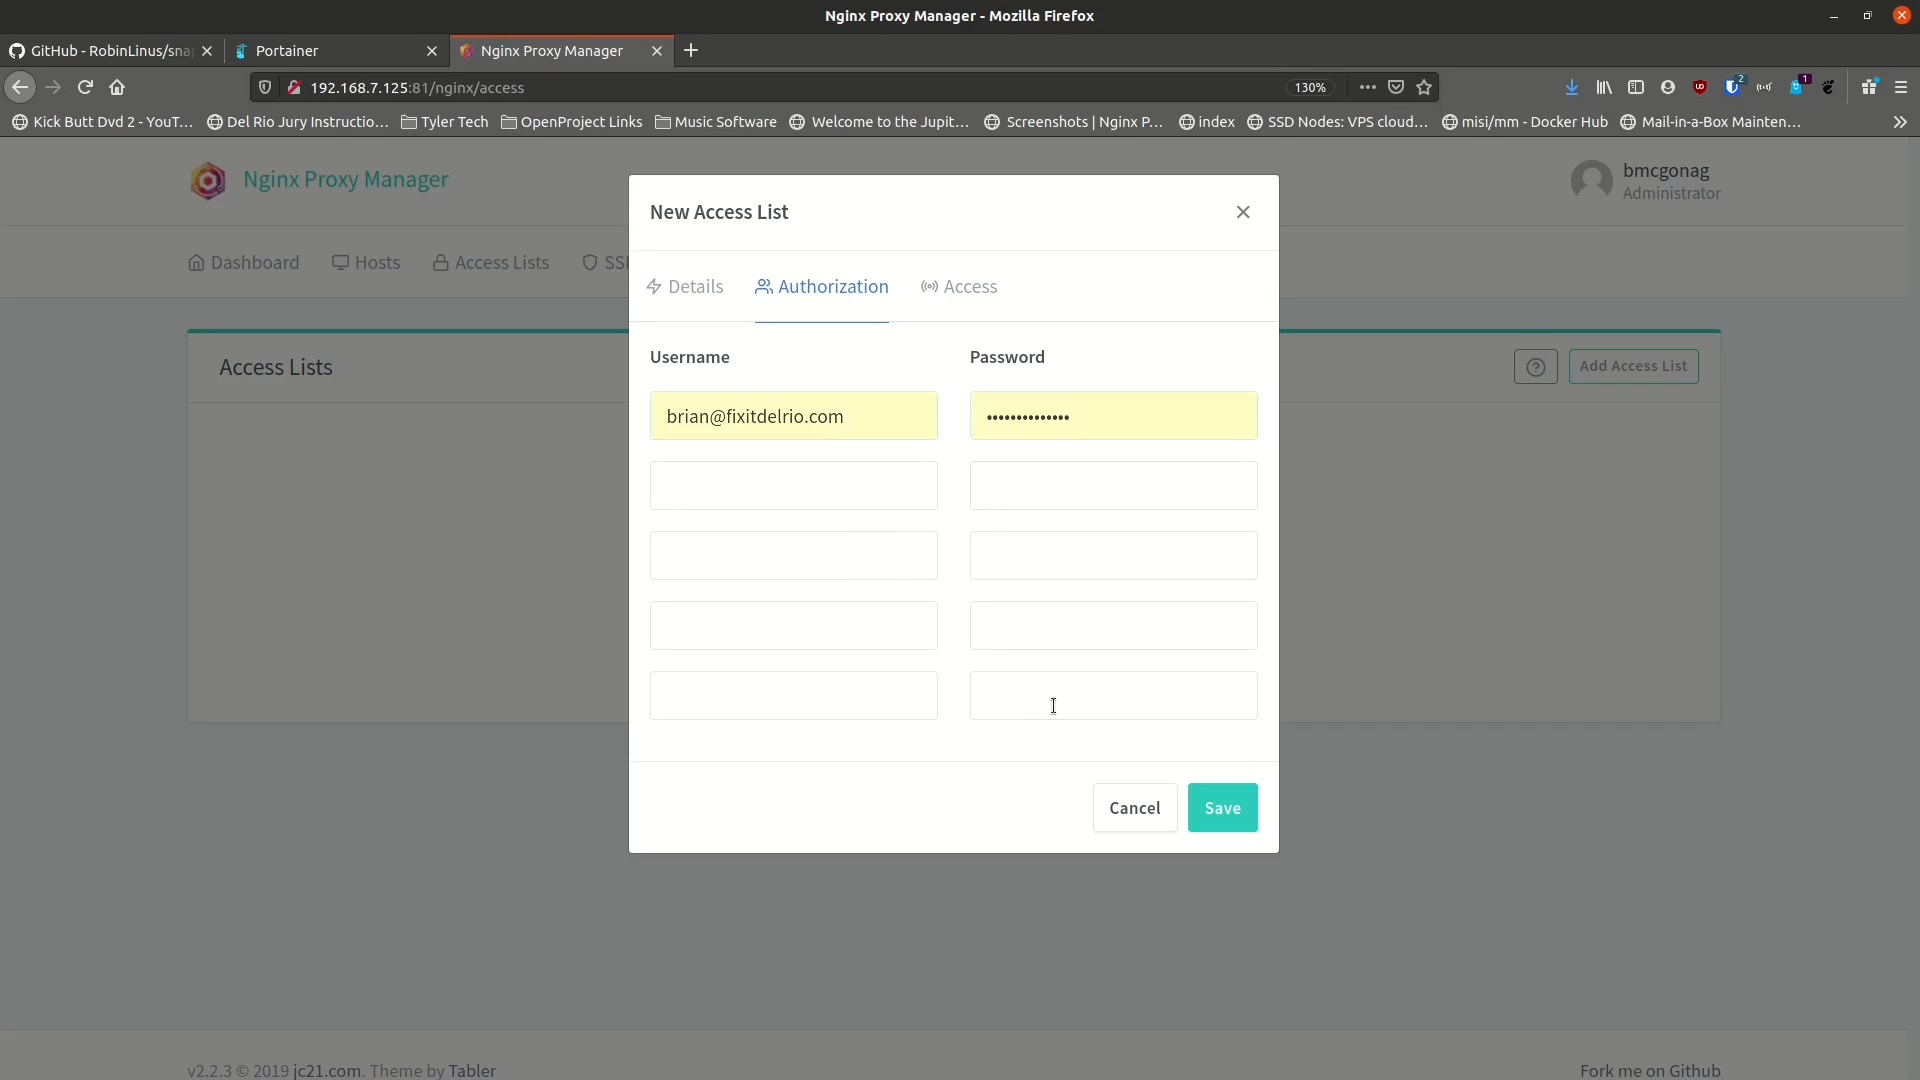 Nginx Proxy Manager - Mozilla Firefox
GitHub - RobinLinus/sna
Portainer
Nginx Proxy Manager
192.168.7.125:81/nginx/access
130%
2
1
Kick Butt Dvd 2 - YouT...
Del Rio Jury Instructio...
Tyler Tech
OpenProject Links
Music Software
Welcome to the Jupit...
Screenshots | Nginx P...
index
SSD Nodes: VPS cloud...
misi/mm - Docker Hub
Mail-in-a-Box Mainten...
Nginx Proxy Manager
bmcgonag
Administrator
Dashboard
Hosts
Access Lists
SSL
New Access List
Details
Authorization
Access
Access Lists
Add Access List
Username
Password
brian@fixitdelrio.com
••••••••••••••
Cancel
Save
v2.2.3 © 2019 jc21.com. Theme by Tabler
Fork me on Github